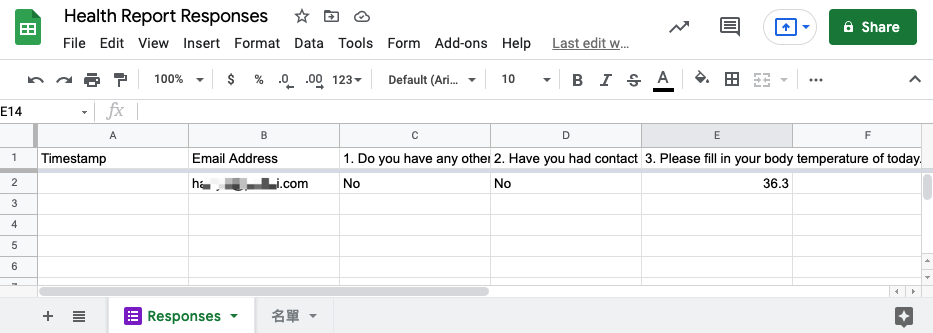 Health Report Responses
File Edit View Insert Format Data Tools Form Add-ons Help Last edit w...
Share
100% $ % .0 .00 123 Default (Ari... 10 B I S A
E14 fx
A B C D E F
1 Timestamp Email Address 1. Do you have any other 2. Have you had contact 3. Please fill in your body temperature of today.
2 i.com No No 36.3
3
4
5
6
+ Responses 名單